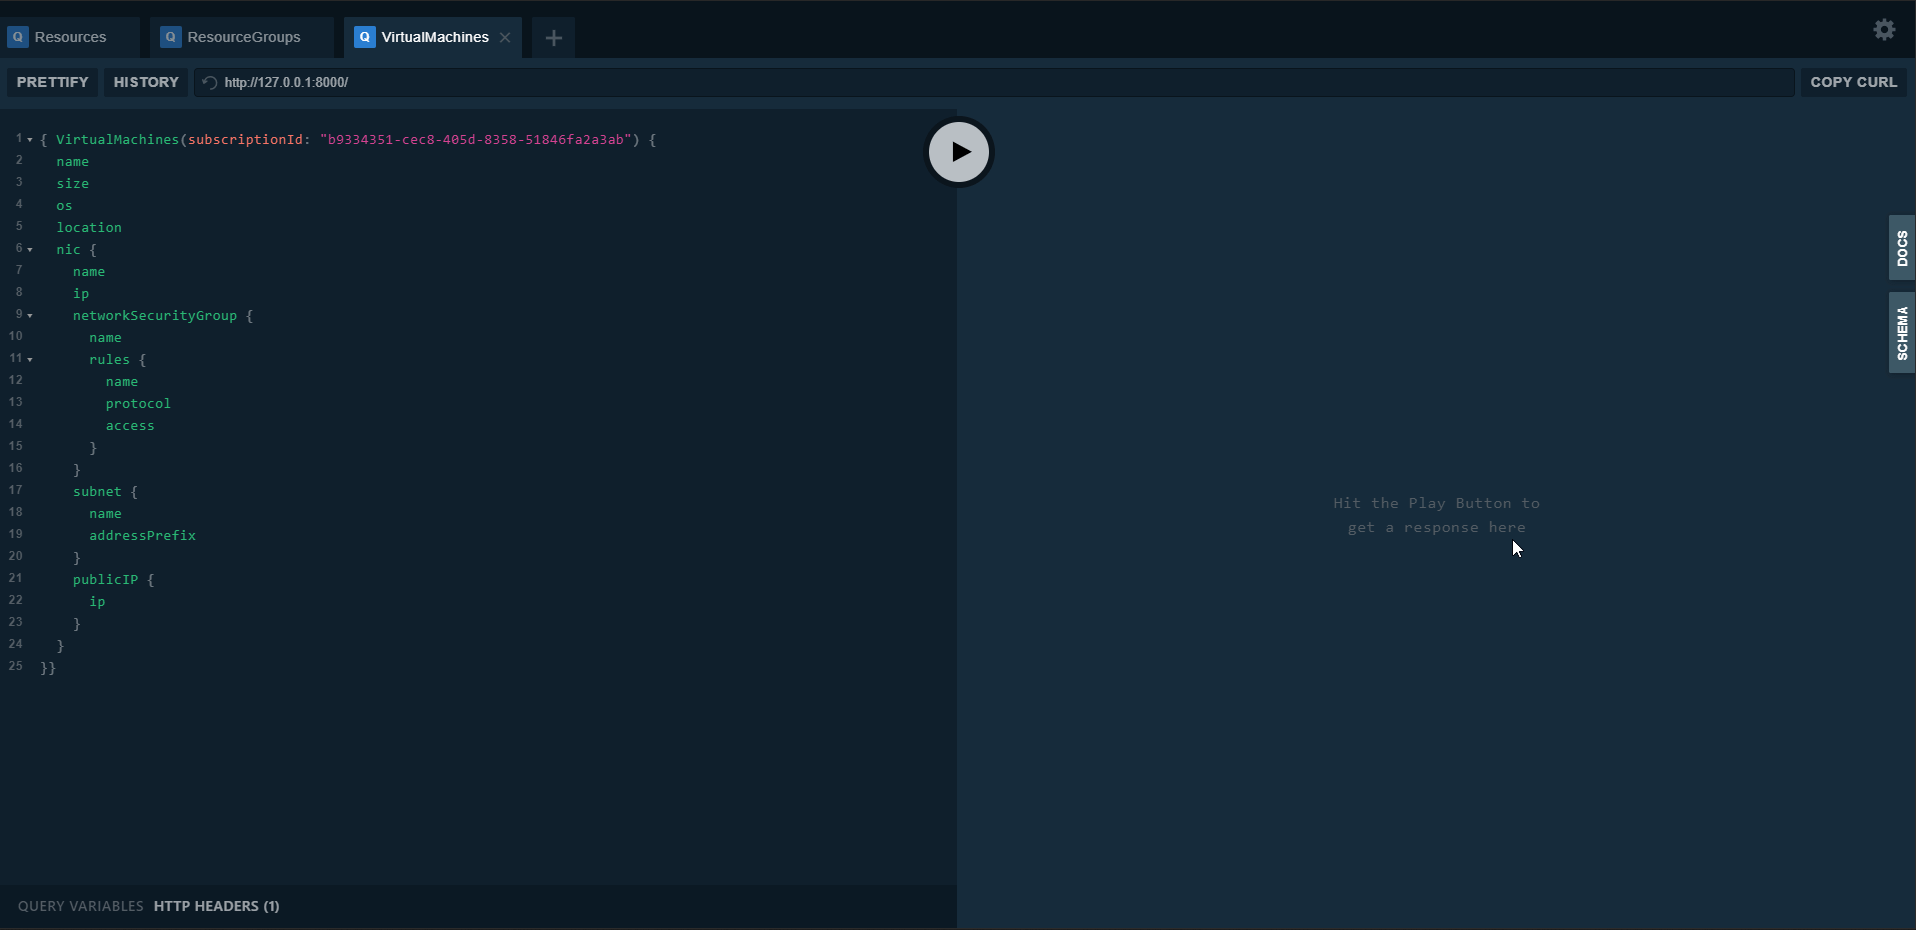 Q Resources
Q ResourceGroups
Q VirtualMachines
PRETTIFY HISTORY http://127.0.0.1:8000/ COPY CURL
1 { VirtualMachines(subscriptionId: "b9334351-cec8-405d-8358-51846fa2a3ab") {
2 name
3 size
4 os
5 location
6 nic {
7 name
8 ip
9 networkSecurityGroup {
10 name
11 rules {
12 name
13 protocol
14 access
15 }
16 }
17 subnet {
18 name
19 addressPrefix
20 }
21 publicIP {
22 ip
23 }
24 }
25 }}
Hit the Play Button to
get a response here
DOCS
SCHEMA
QUERY VARIABLES HTTP HEADERS (1)